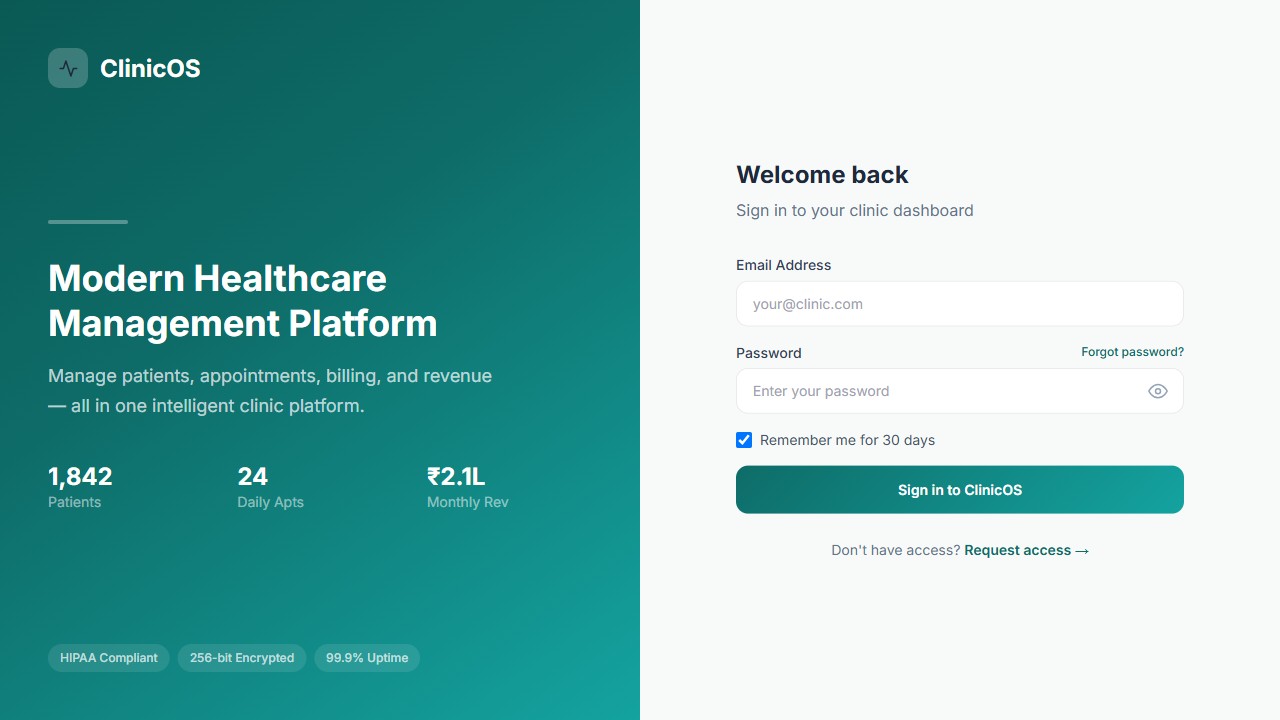 ClinicOS
Modern Healthcare
Management Platform
Manage patients, appointments, billing, and revenue
— all in one intelligent clinic platform.
1,842
Patients
24
Daily Apts
₹2.1L
Monthly Rev
HIPAA Compliant
256-bit Encrypted
99.9% Uptime
Welcome back
Sign in to your clinic dashboard
Email Address
your@clinic.com
Password
Forgot password?
Enter your password
Remember me for 30 days
Sign in to ClinicOS
Don't have access? Request access →